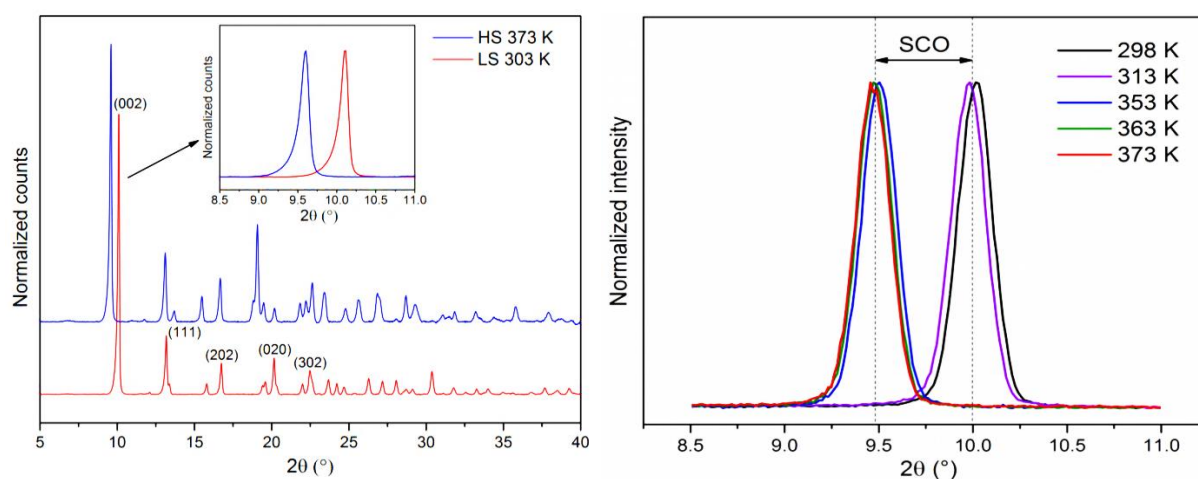 Normalized counts
HS 373 K
LS 303 K
(002)
(111)
(202)
(020)
(302)
5 10 15 20 25 30 35 40
2θ (°)
Normalized counts
8.5 9.0 9.5 10.0 10.5 11.0
2θ (°)
Normalized intensity
SCO
298 K
313 K
353 K
363 K
373 K
8.5 9.0 9.5 10.0 10.5 11.0
2θ (°)